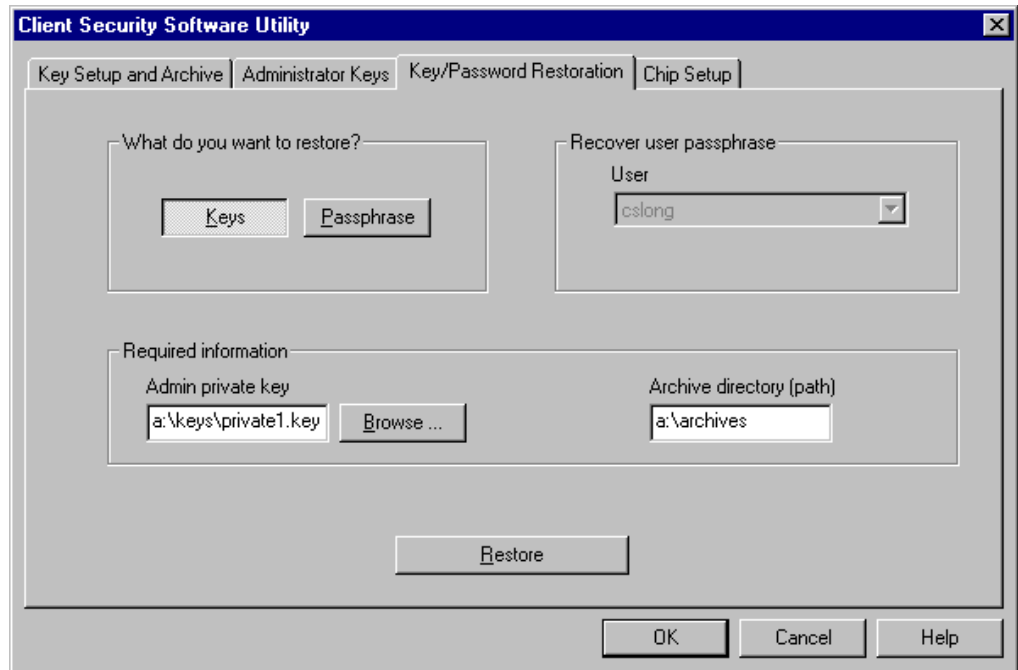 Client Security Software Utility
Key Setup and Archive Administrator Keys Key/Password Restoration Chip Setup
What do you want to restore? Recover user passphrase
User
Keys Passphrase cslong
Required information
Admin private key Archive directory (path)
a:\keys\private1.key Browse ... a:\archives
Restore
OK Cancel Help